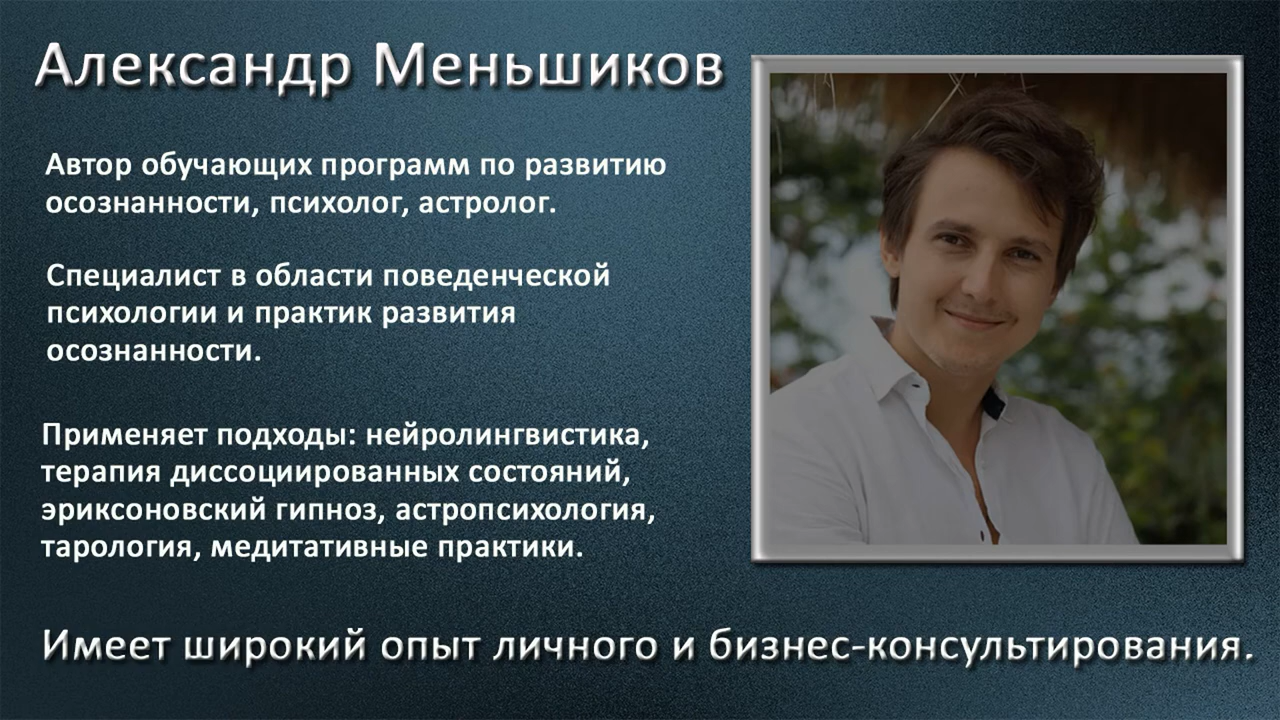 Александр Меньшиков
Автор обучающих программ по развитию
осознанности, психолог, астролог.
Специалист в области поведенческой
психологии и практик развития
осознанности.
Применяет подходы: нейролингвистика,
терапия диссоциированных состояний,
эриксоновский гипноз, астропсихология,
тарология, медитативные практики.
Имеет широкий опыт личного и бизнес-консультирования.